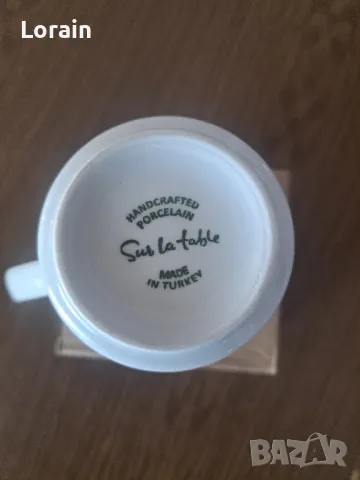 Lorain
HANDCRAFTED
PORCELAIN
Sur la table
MADE
IN TURKEY
BAZAR